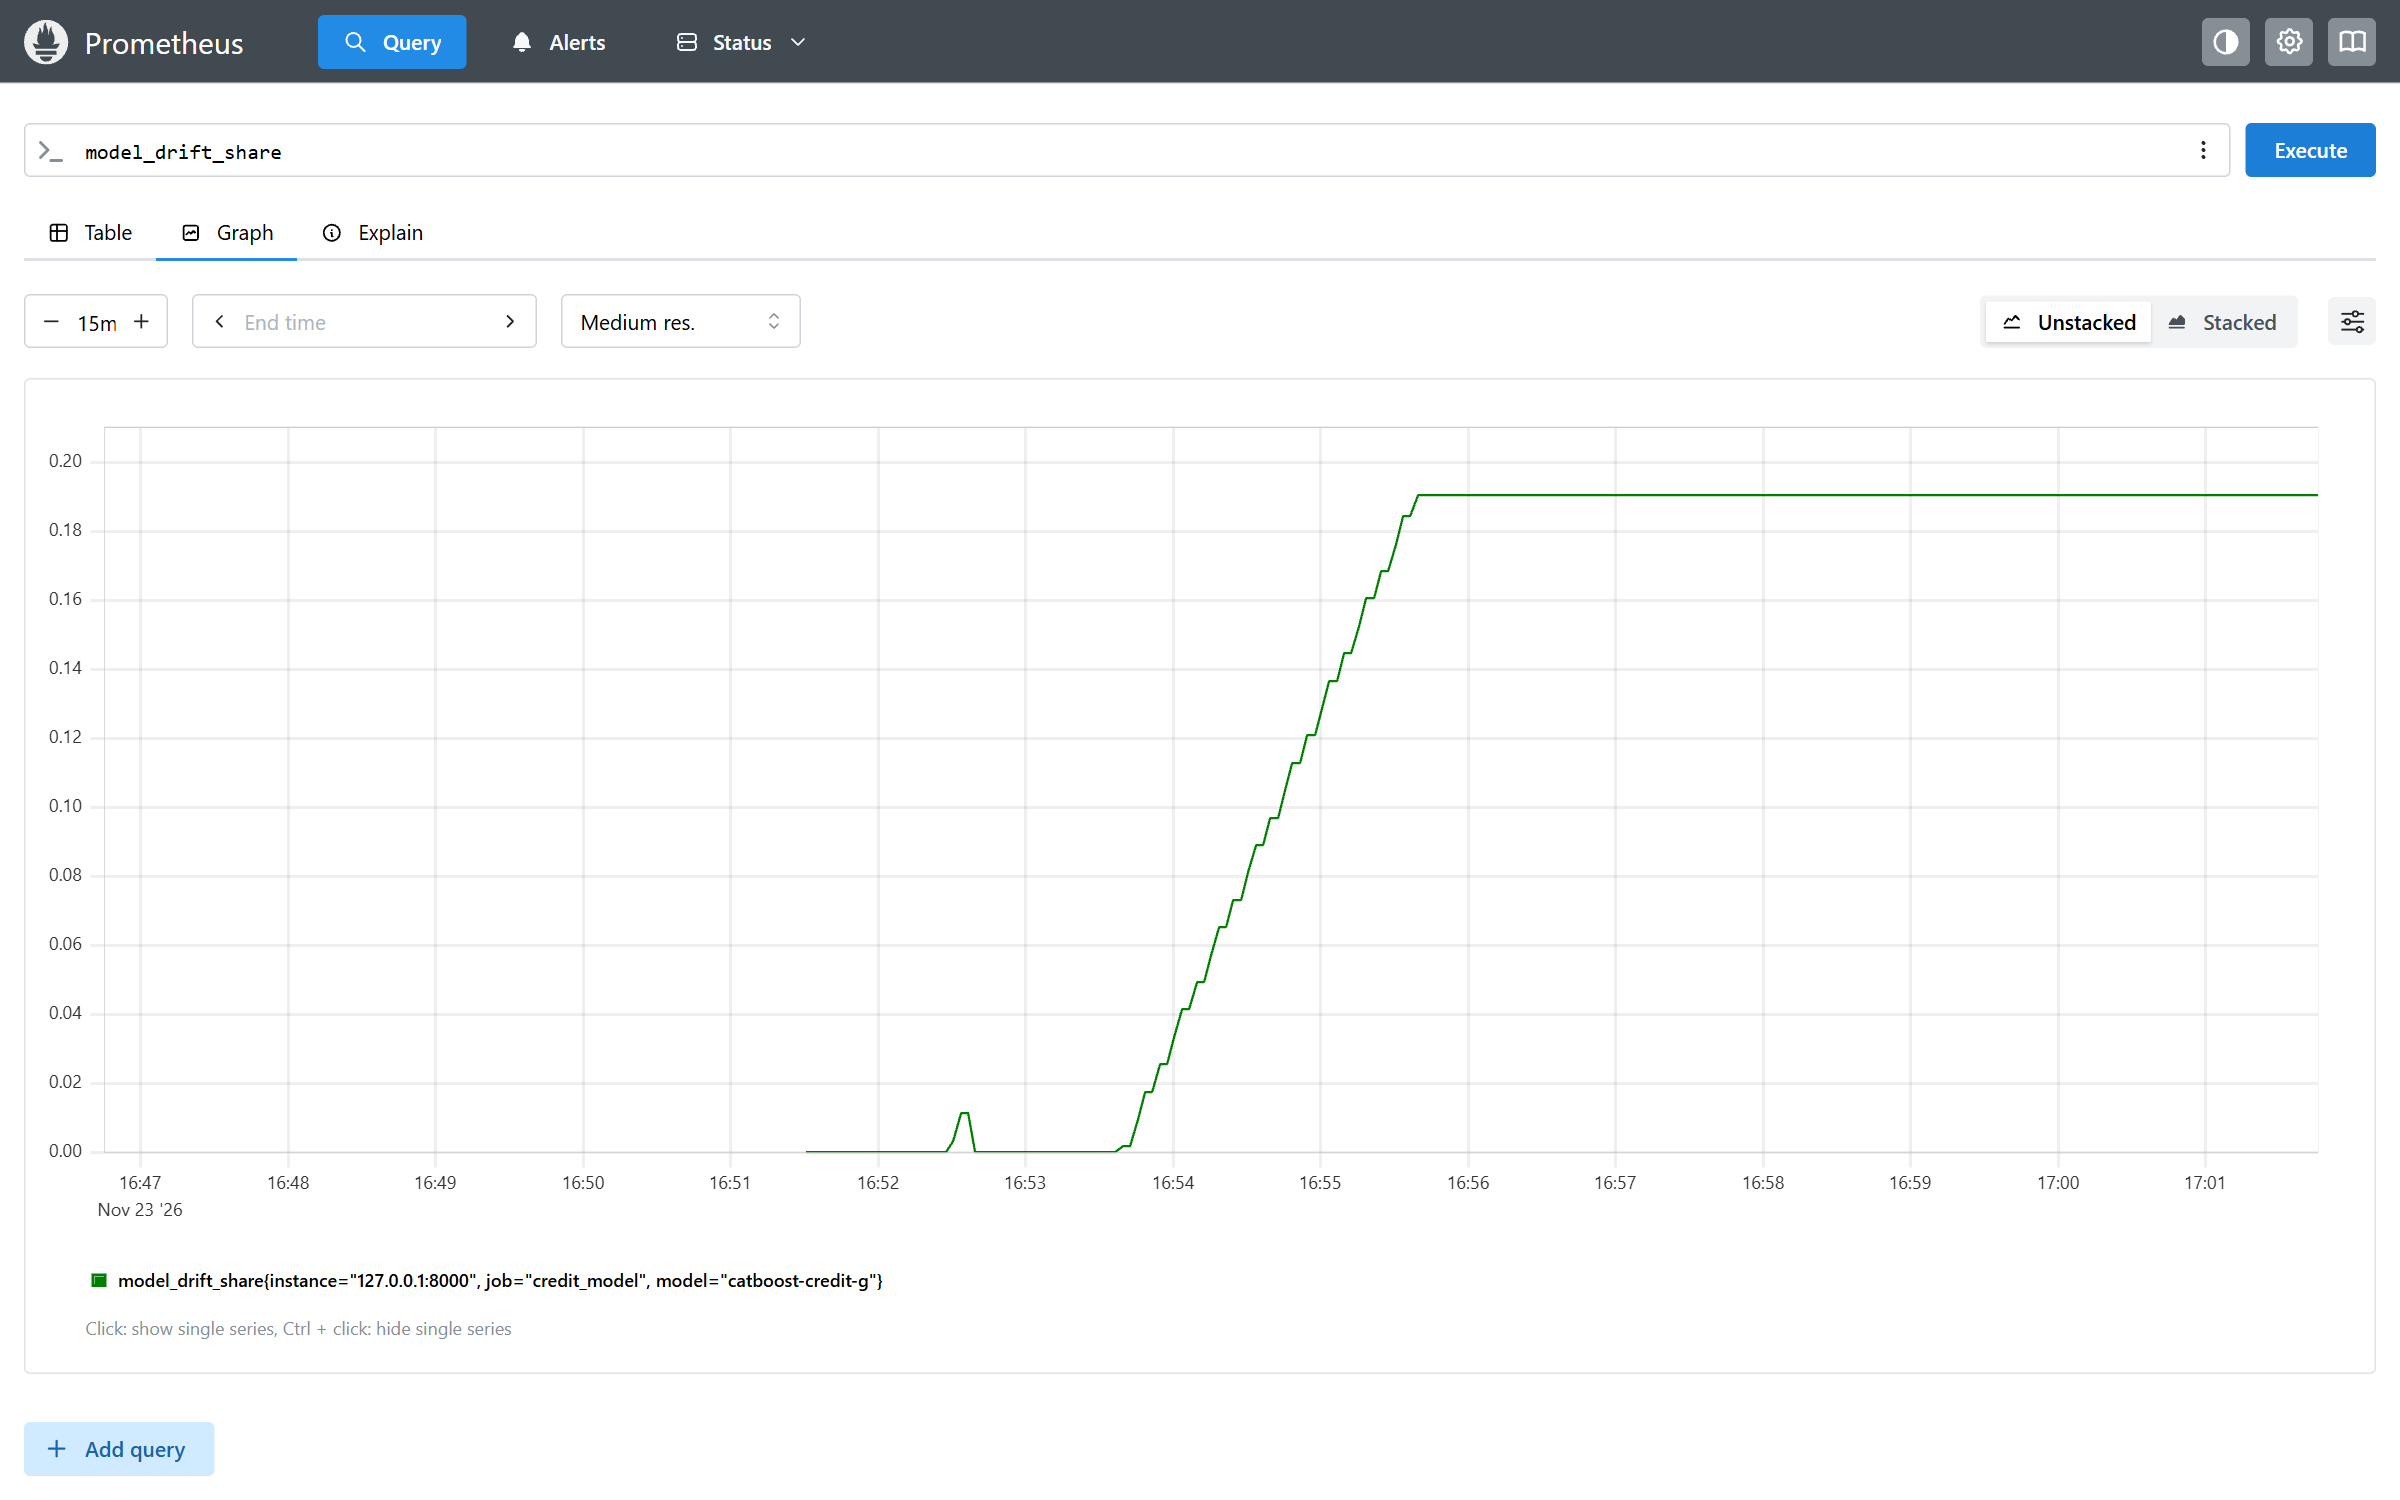 Prometheus Query Alerts Status
model_drift_share Execute
Table Graph Explain
15m End time Medium res. Unstacked Stacked
0.20
0.18
0.16
0.14
0.12
0.10
0.08
0.06
0.04
0.02
0.00
16:47 16:48 16:49 16:50 16:51 16:52 16:53 16:54 16:55 16:56 16:57 16:58 16:59 17:00 17:01
Nov 23 '26
model_drift_share{instance="127.0.0.1:8000", job="credit_model", model="catboost-credit-g"}
Click: show single series, Ctrl + click: hide single series
Add query